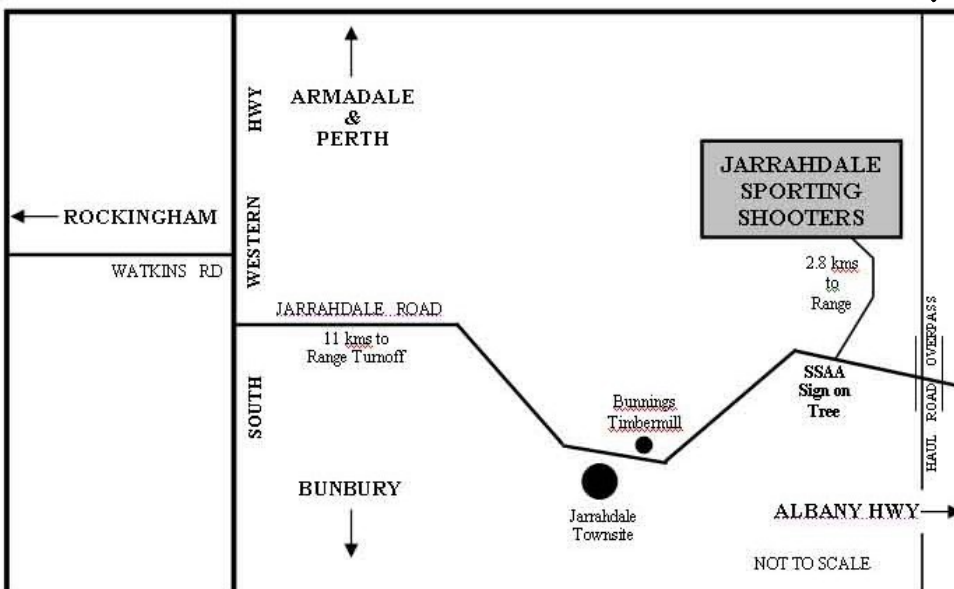 ARMADALE
&
PERTH
SOUTH WESTERN HWY
ROCKINGHAM
WATKINS RD
JARRAHDALE
SPORTING
SHOOTERS
2.8 kms
to
Range
JARRAHDALE ROAD
11 kms to
Range Turnoff
SSAA
Sign on
Tree
HAUL ROAD OVERPASS
Bunnings
Timbermill
BUNBURY
Jarrahdale
Townsite
ALBANY HWY
NOT TO SCALE